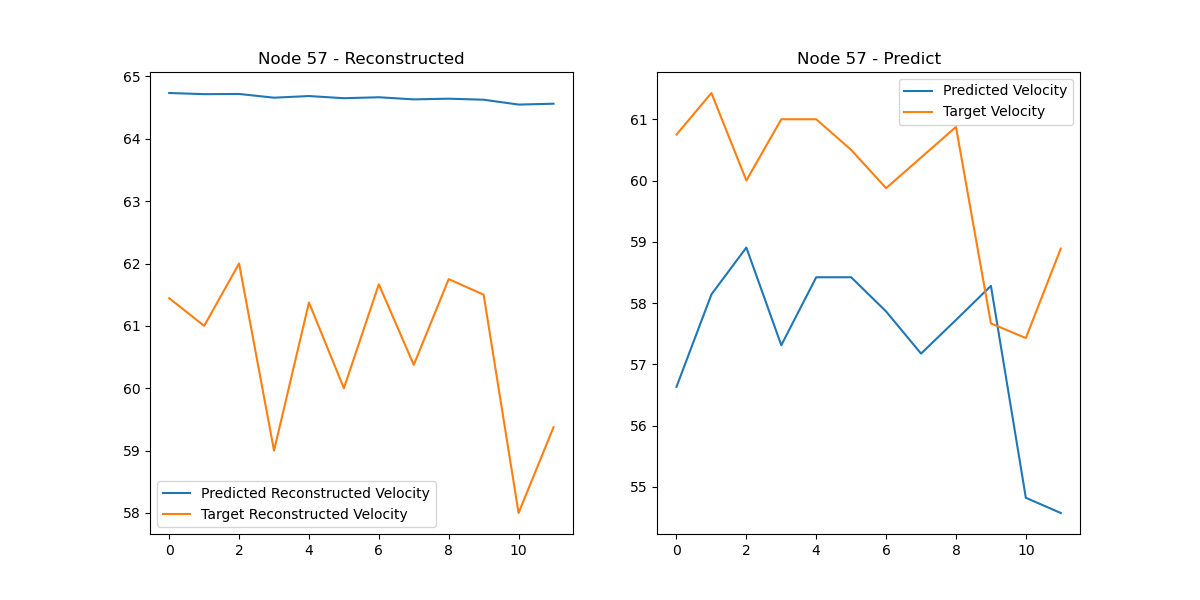 Node 57 - Reconstructed
65
64
63
62
61
60
59
58
0 2 4 6 8 10
Predicted Reconstructed Velocity
Target Reconstructed Velocity
Node 57 - Predict
61
60
59
58
57
56
55
0 2 4 6 8 10
Predicted Velocity
Target Velocity